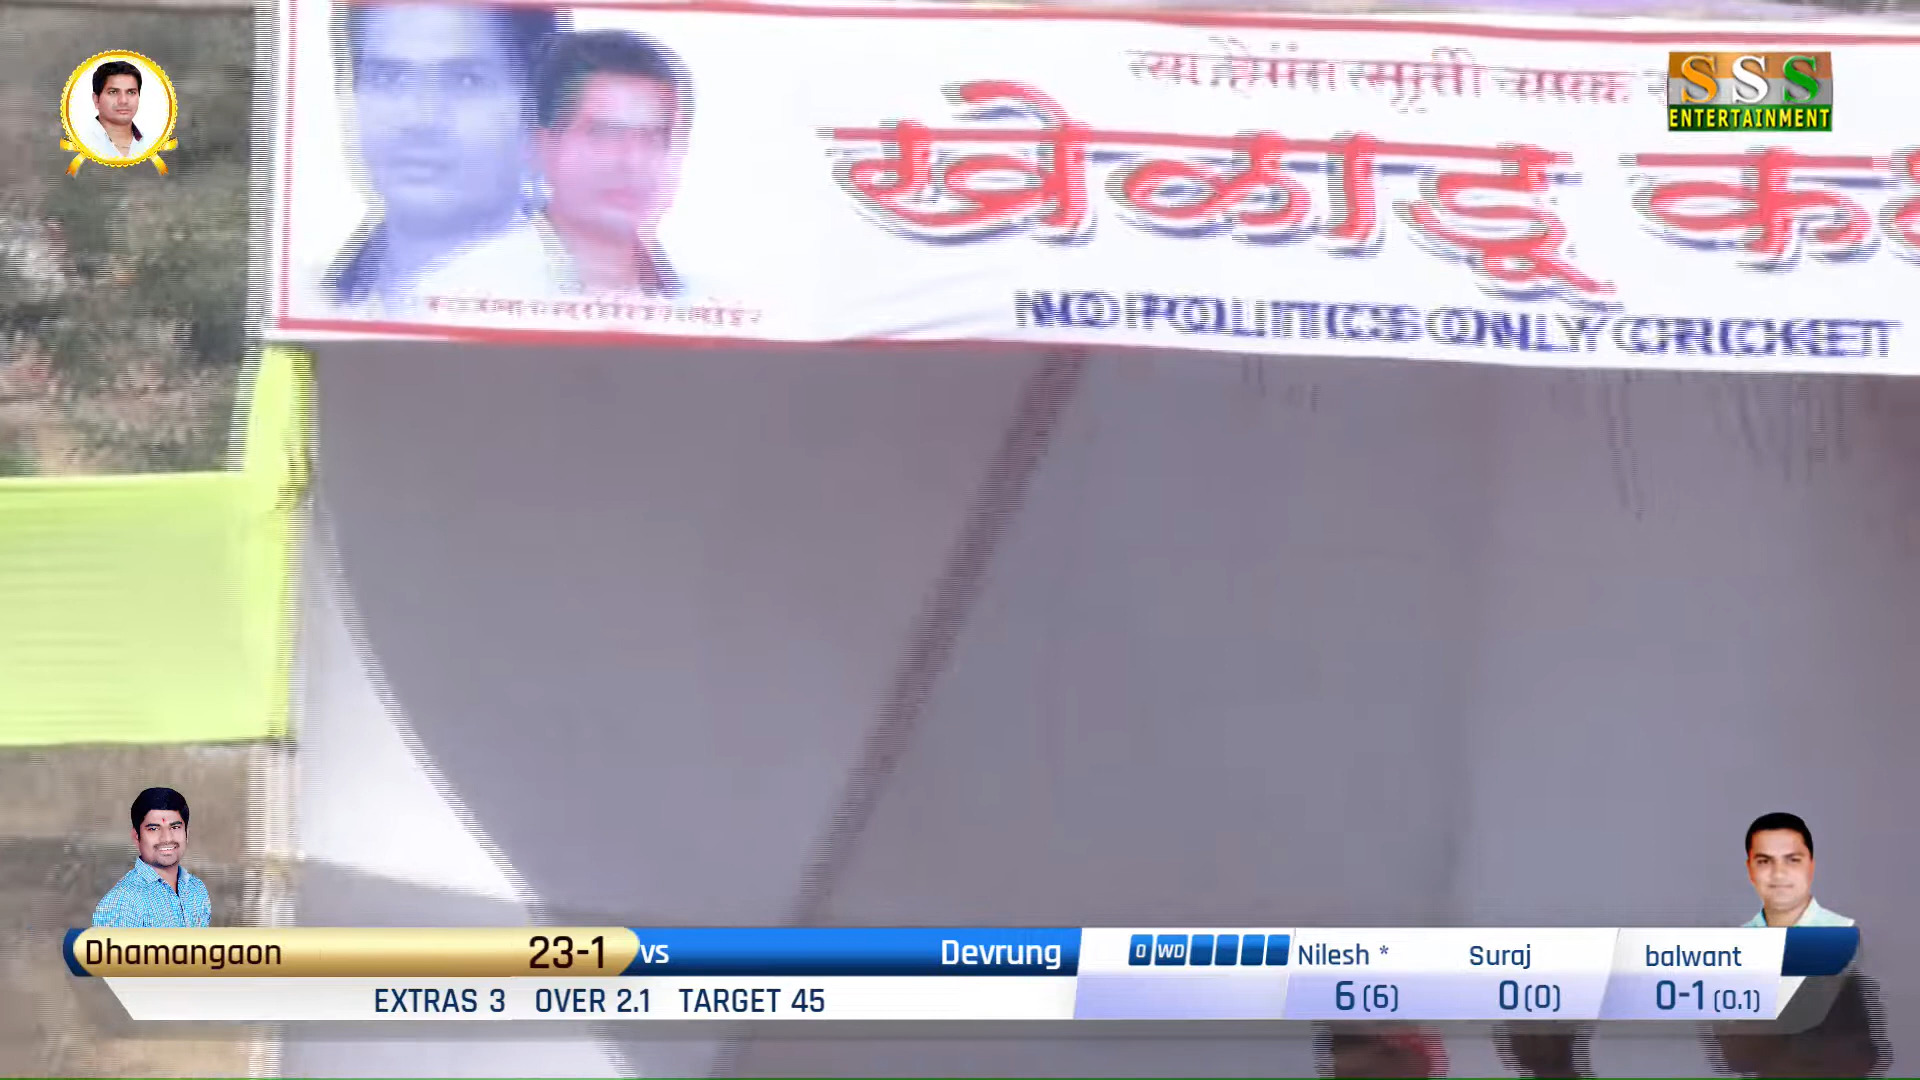 SSS
ENTERTAINMENT
खेळाडू
NO POLITICS ONLY CRICKET
Dhamangaon 23-1 vs Devrung
0 WD
Nilesh * Suraj balwant
EXTRAS 3 OVER 2.1 TARGET 45
6 (6) 0 (0) 0-1 (0.1)